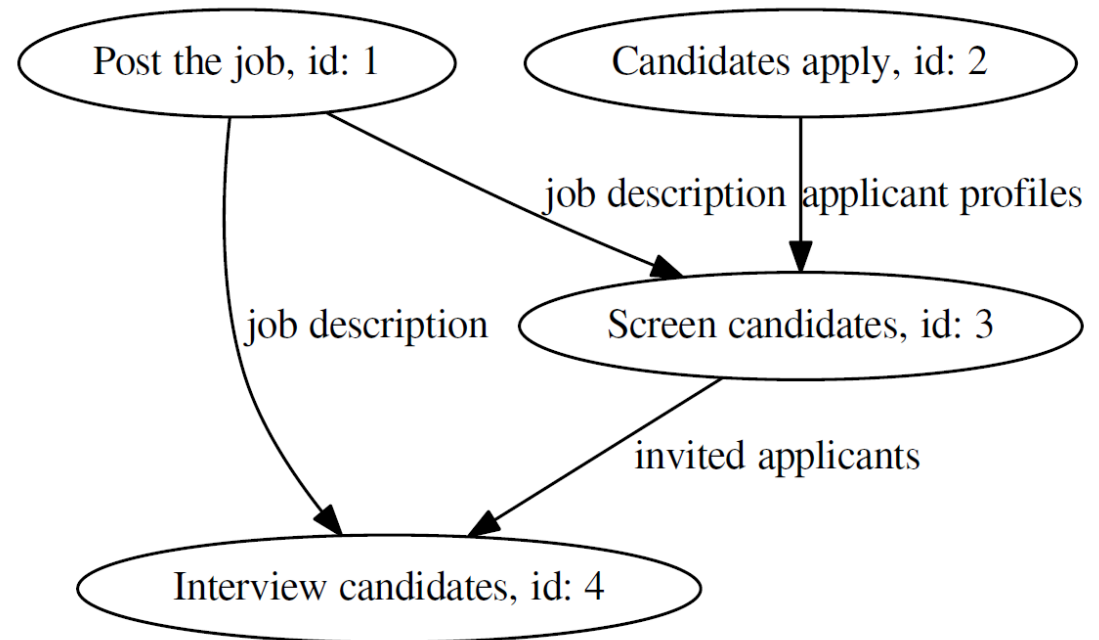 Post the job, id: 1
Candidates apply, id: 2
job description
applicant profiles
job description
Screen candidates, id: 3
invited applicants
Interview candidates, id: 4